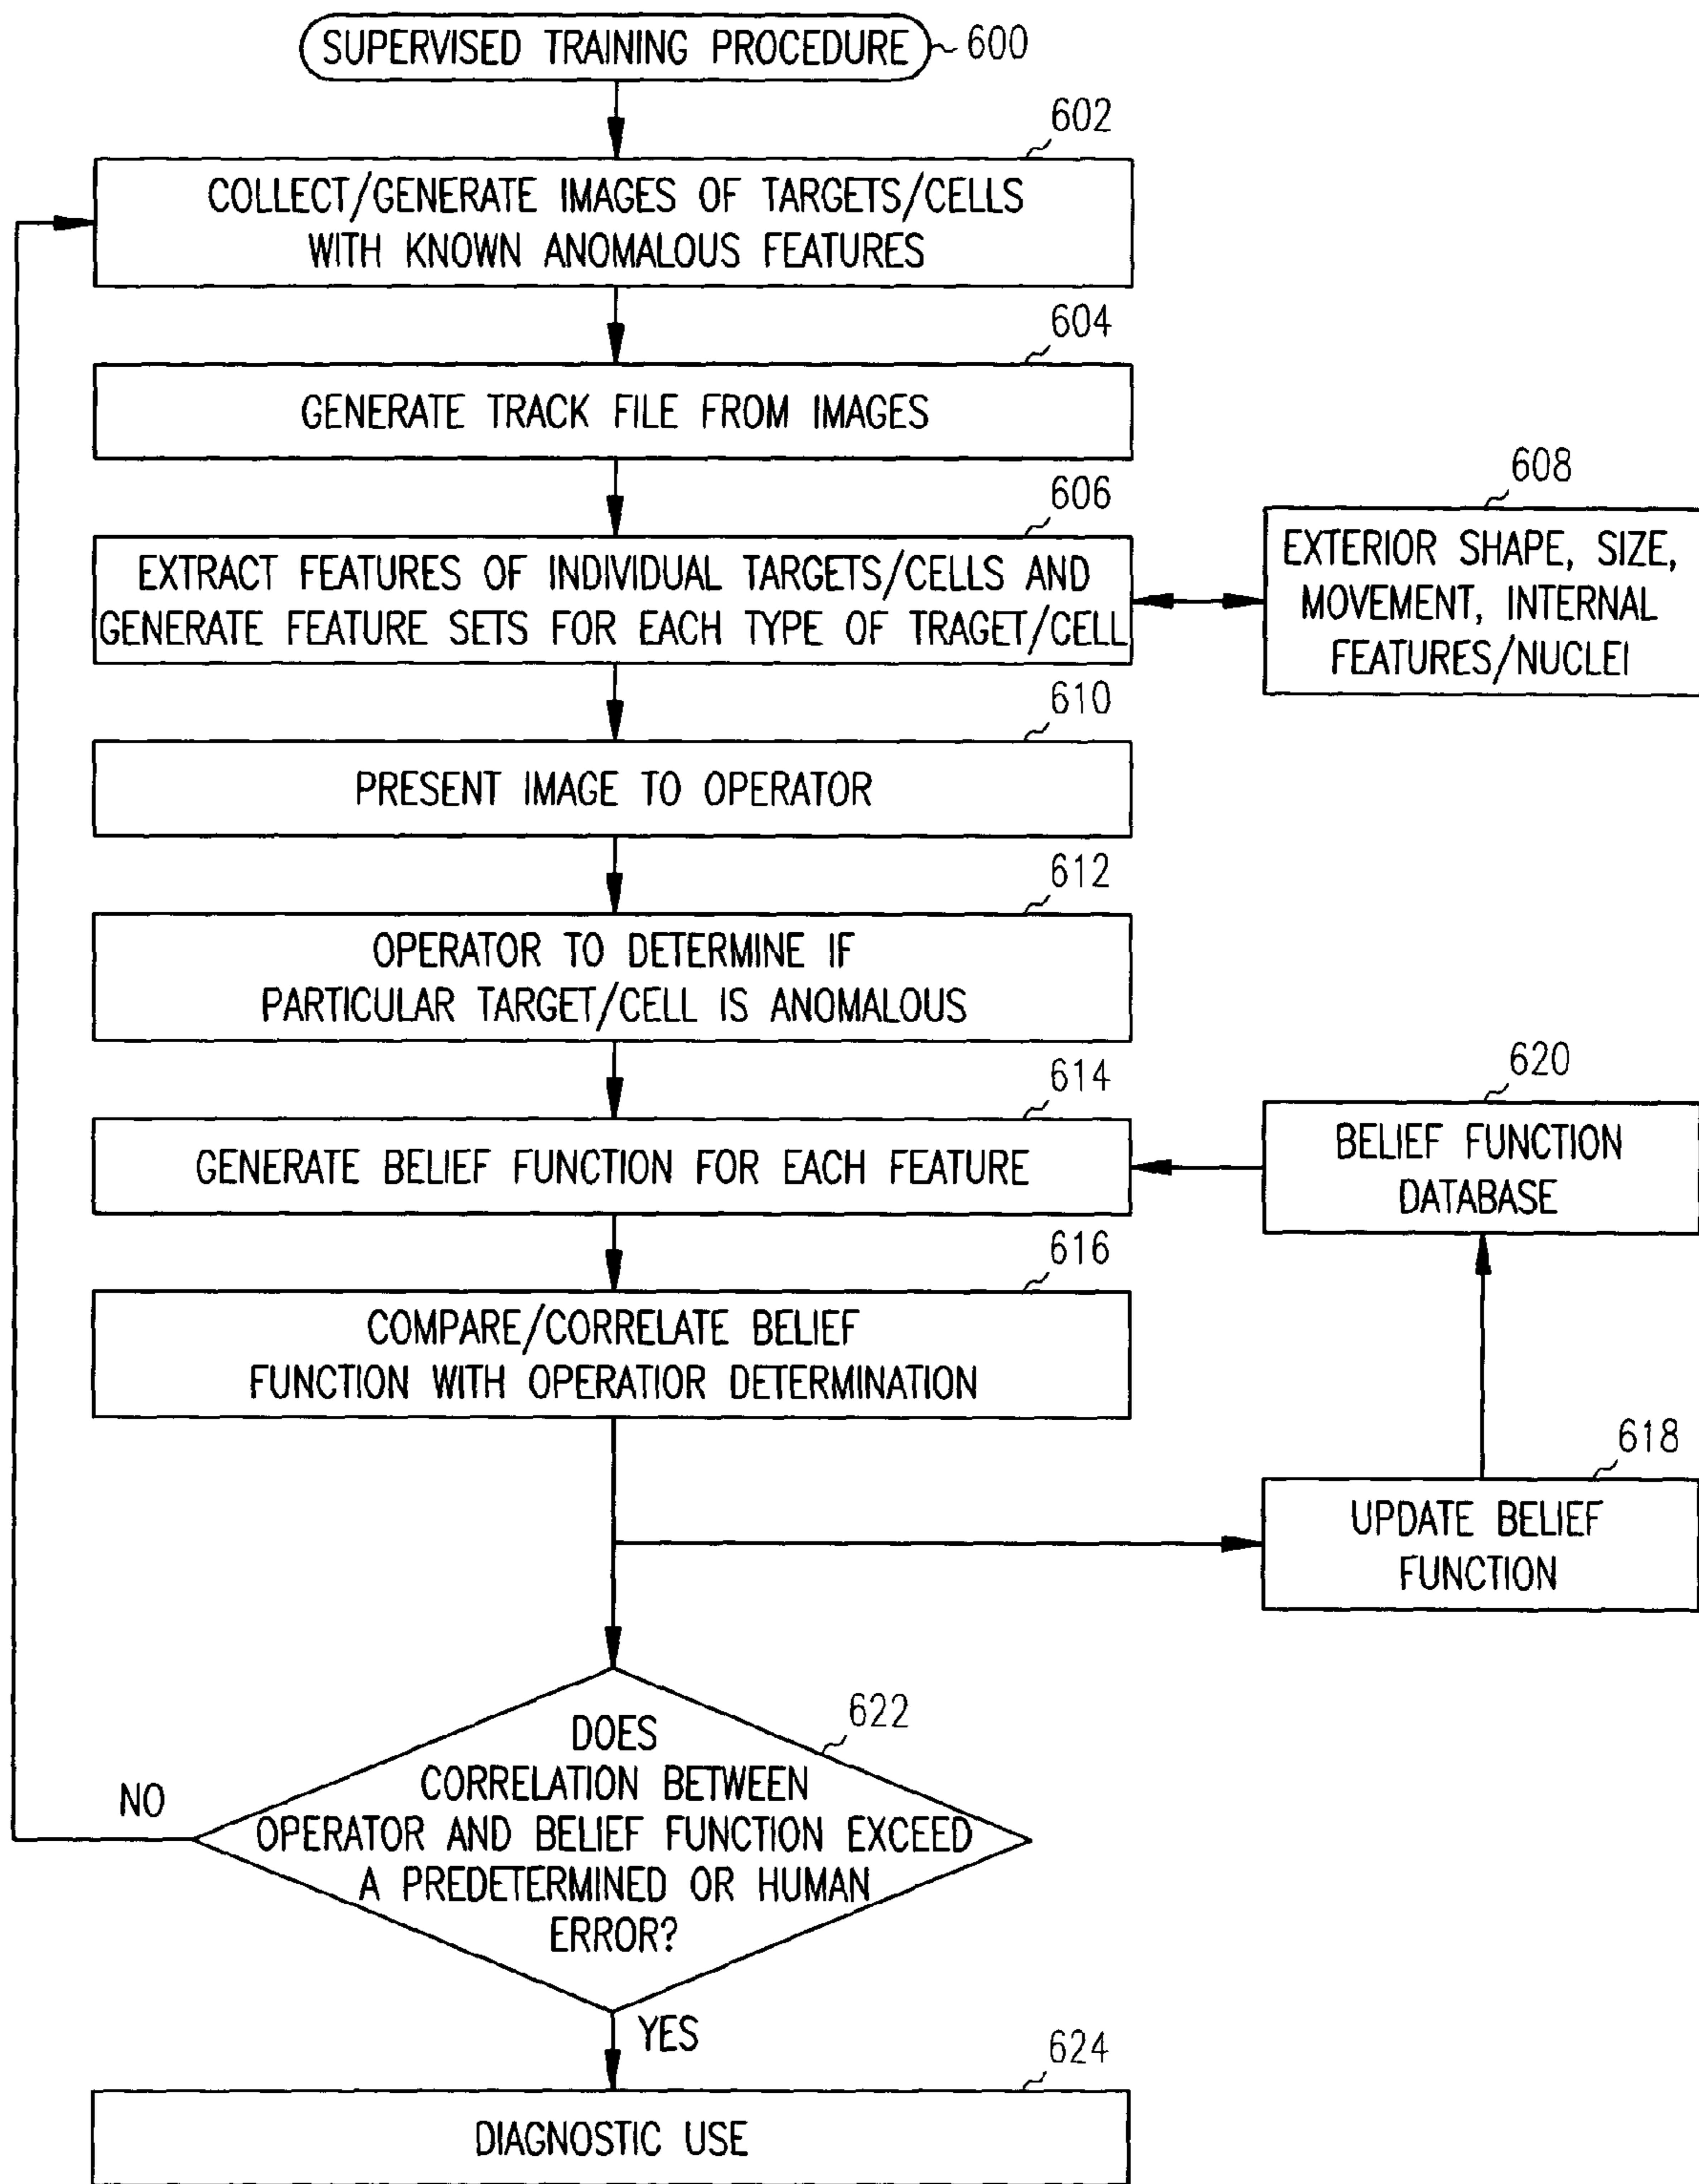 SUPERVISED TRAINING PROCEDURE
600
602
COLLECT/GENERATE IMAGES OF TARGETS/CELLS
WITH KNOWN ANOMALOUS FEATURES
604
GENERATE TRACK FILE FROM IMAGES
606
EXTRACT FEATURES OF INDIVIDUAL TARGETS/CELLS AND
GENERATE FEATURE SETS FOR EACH TYPE OF TRAGET/CELL
608
EXTERIOR SHAPE, SIZE,
MOVEMENT, INTERNAL
FEATURES/NUCLEI
610
PRESENT IMAGE TO OPERATOR
612
OPERATOR TO DETERMINE IF
PARTICULAR TARGET/CELL IS ANOMALOUS
614
GENERATE BELIEF FUNCTION FOR EACH FEATURE
620
BELIEF FUNCTION
DATABASE
616
COMPARE/CORRELATE BELIEF
FUNCTION WITH OPERATIOR DETERMINATION
618
UPDATE BELIEF
FUNCTION
622
DOES
CORRELATION BETWEEN
OPERATOR AND BELIEF FUNCTION EXCEED
A PREDETERMINED OR HUMAN
ERROR?
NO
YES
624
DIAGNOSTIC USE